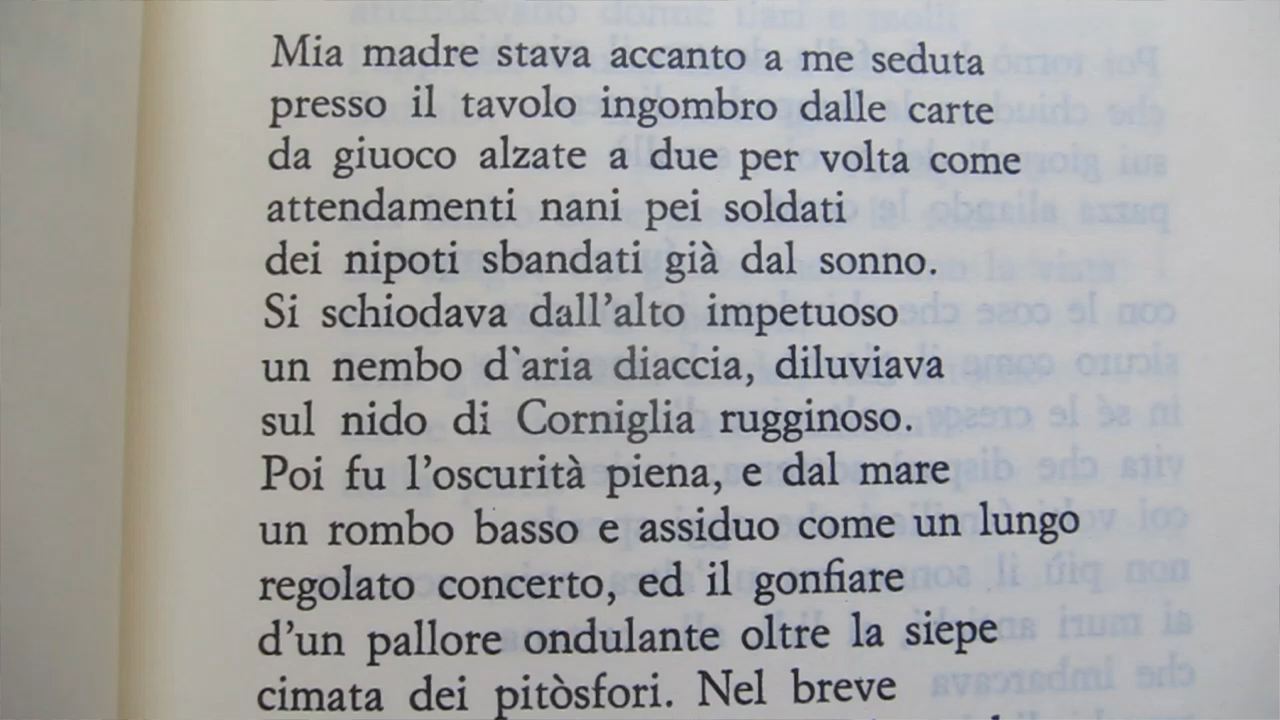 Mia madre stava accanto a me seduta
presso il tavolo ingombro dalle carte
da giuoco alzate a due per volta come
attendamenti nani pei soldati
dei nipoti sbandati già dal sonno.
Si schiodava dall'alto impetuoso
un nembo d'aria diaccia, diluviava
sul nido di Corniglia rugginoso.
Poi fu l'oscurità piena, e dal mare
un rombo basso e assiduo come un lungo
regolato concerto, ed il gonfiare
d'un pallore ondulante oltre la siepe
cimata dei pitòsfori. Nel breve